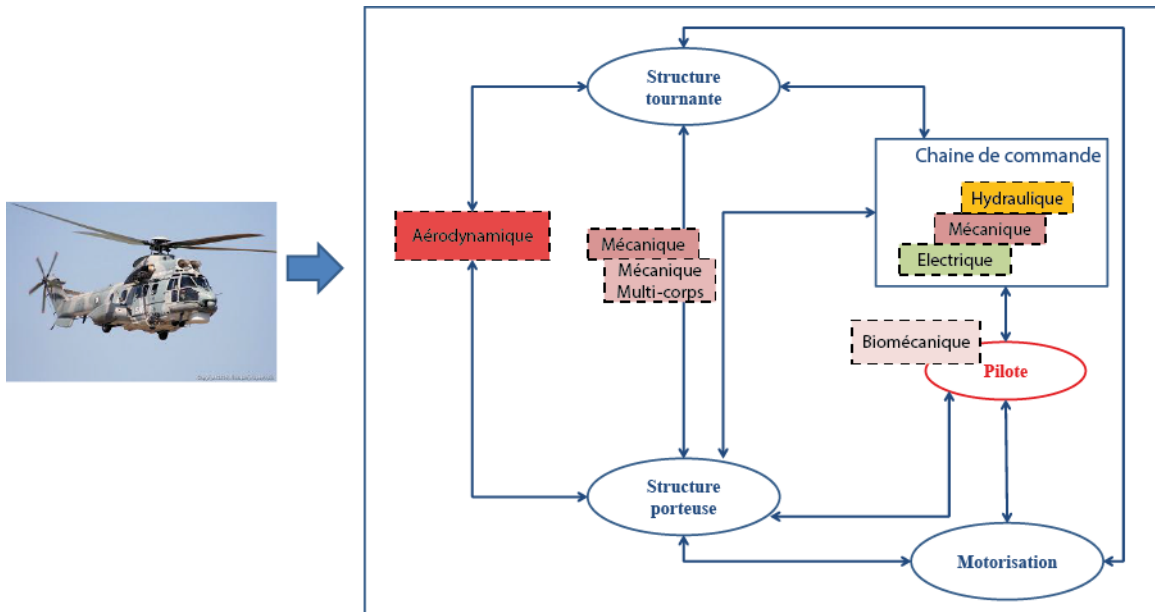 Structure
tournante
Chaine de commande
Hydraulique
Mécanique
Electrique
Aérodynamique
Mécanique
Mécanique
Multi-corps
Biomécanique
Pilote
Structure
porteuse
Motorisation